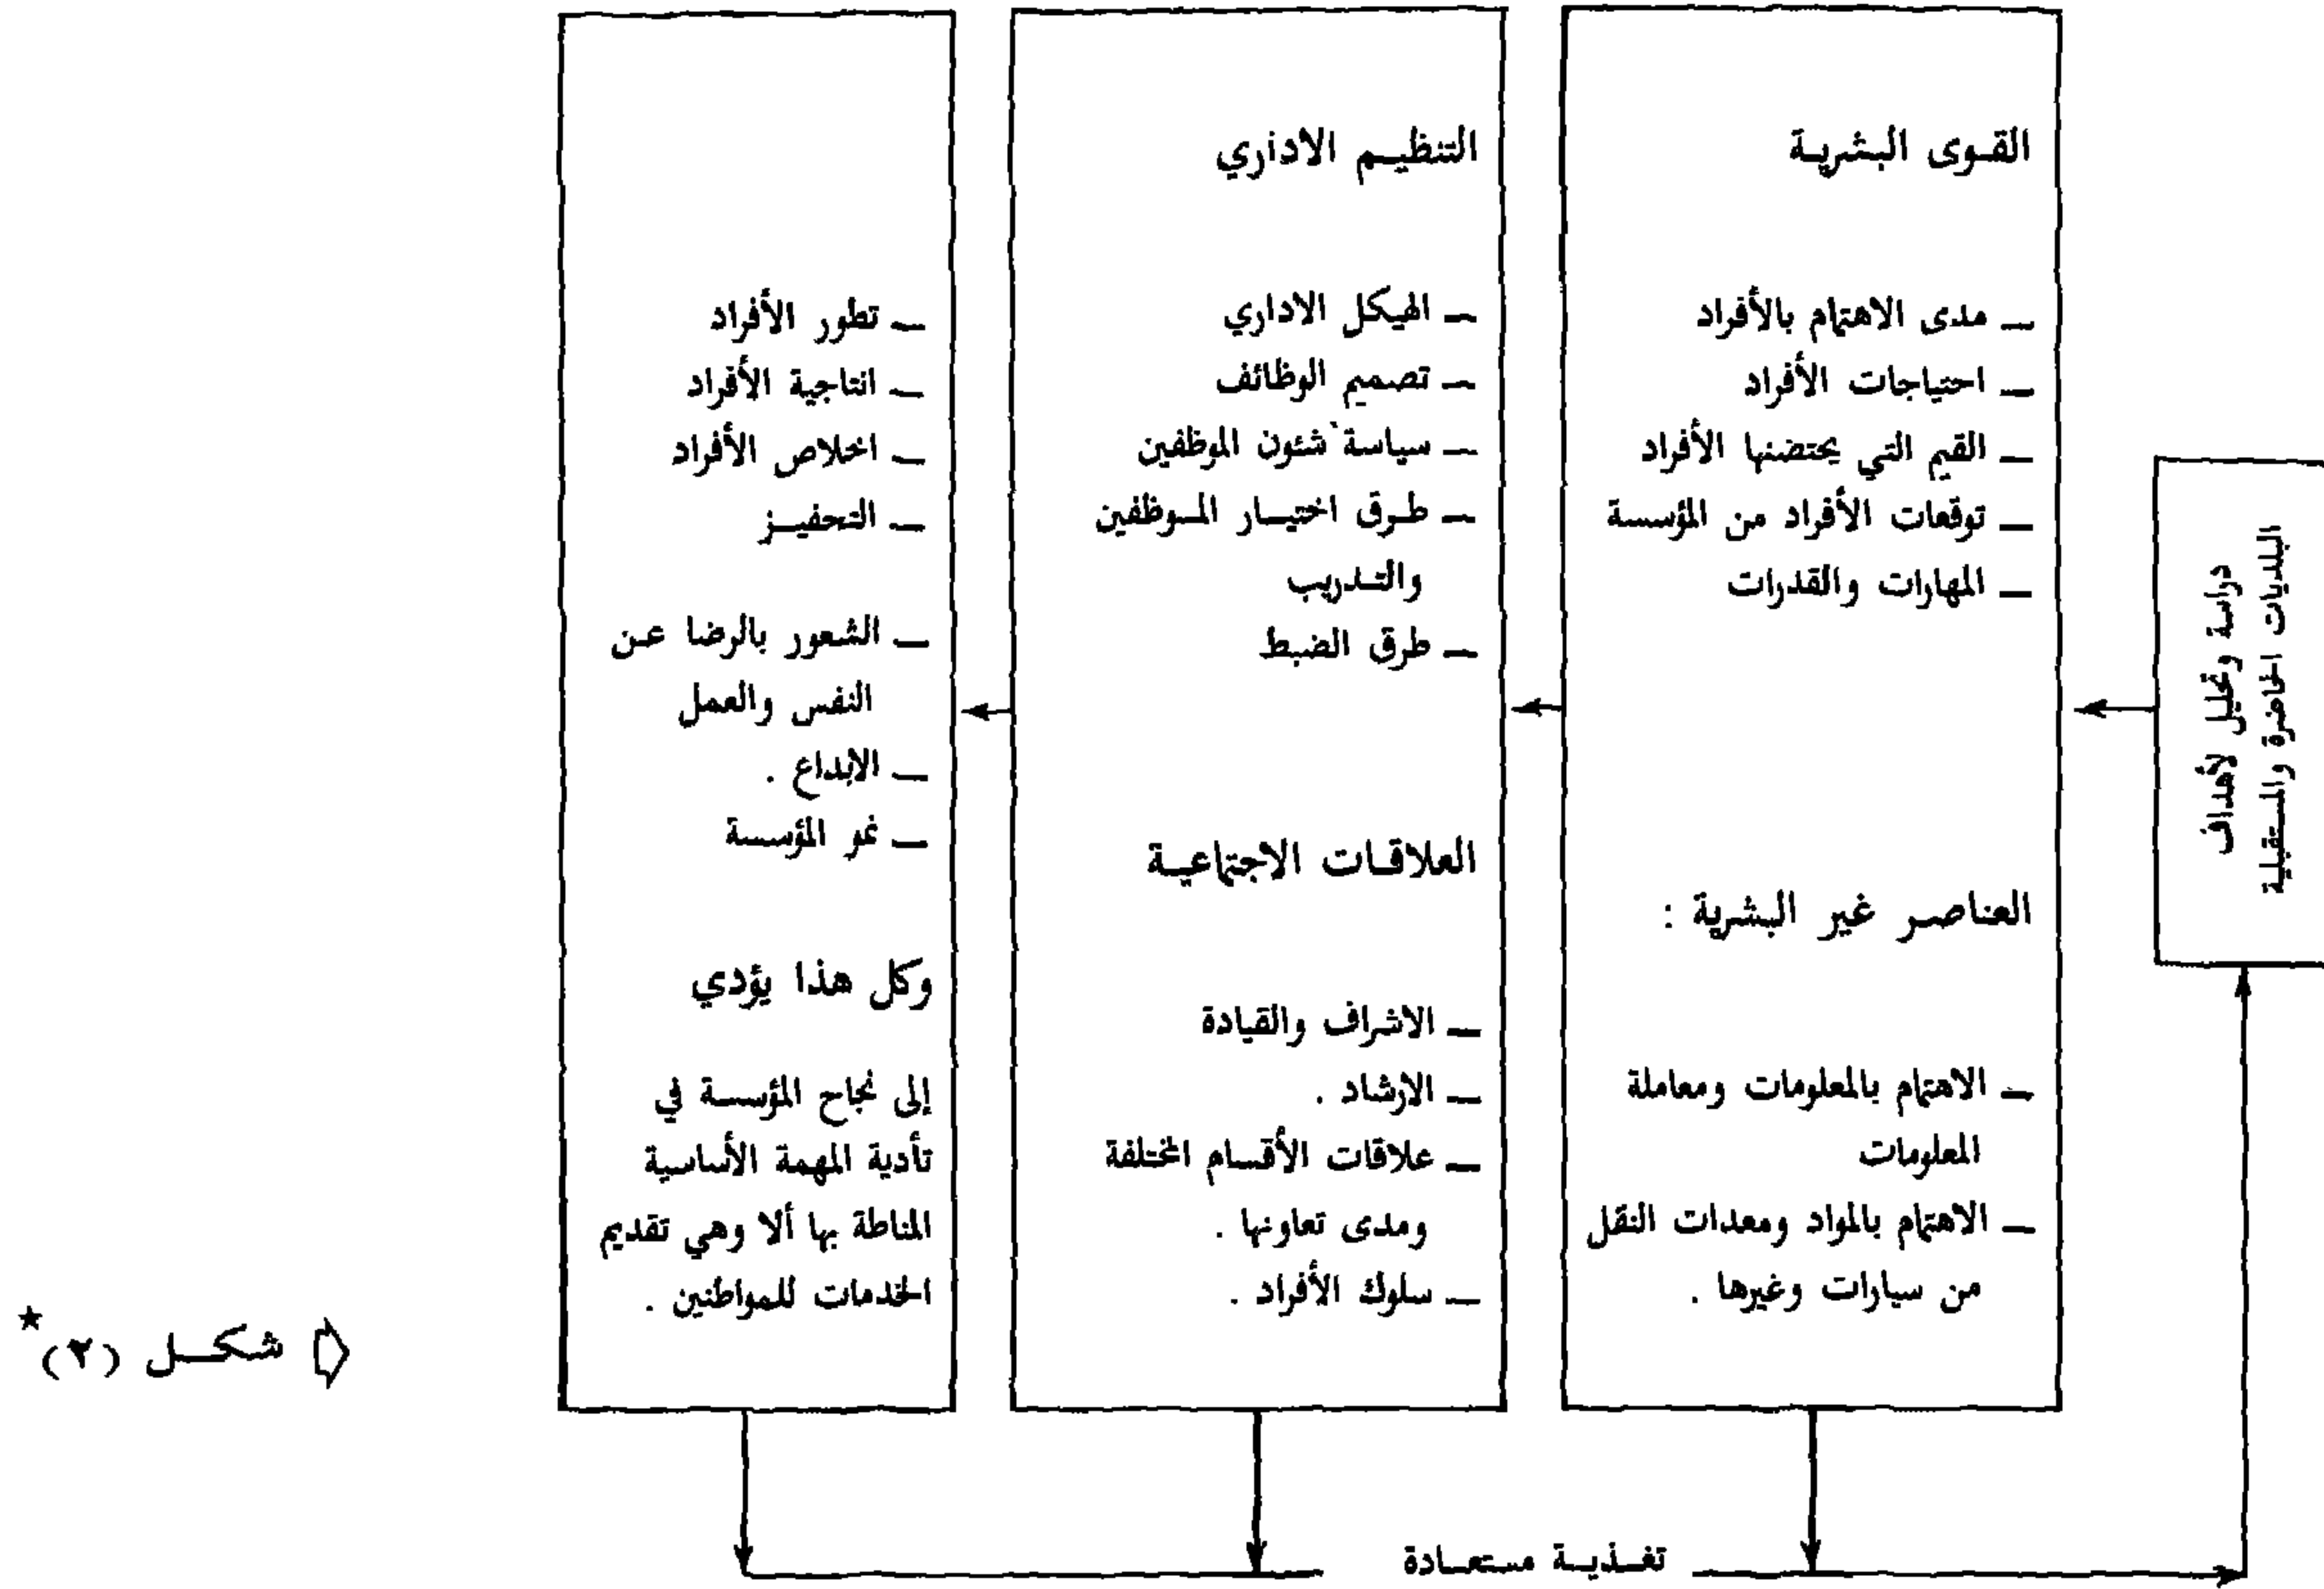 دراسة وتحليل لأهداف
البلديات الحاضرة والمستقبلية
القوى البشرية
— مدى الاهتمام بالأفراد
— احتياجات الأفراد
— القيم التي يحتضنها الأفراد
— توقعات الأفراد من المؤسسة
— المهارات والقدرات
العناصر غير البشرية :
— الاهتمام بالمعلومات ومعاملة
المعلومات
— الاهتمام بالمواد ومعدات النقل
من سيارات وغيرها .
التنظيم الاداري
— الهيكل الاداري
— تصميم الوظائف
— سياسة شئون الموظفين
— طرق اختيار الموظفين
والتدريب
— طرق الضبط
العلاقات الاجتماعية
— الاشراف والقيادة
— الارشاد .
— علاقات الأقسام المختلفة
ومدى تعاونها .
— سلوك الأفراد .
— تطور الأفراد
— انتاجية الأفراد
— اخلاص الأفراد
— التحفيز
— الشعور بالرضا عن
النفس والعمل
— الابداع .
— نمو المؤسسة
وكل هذا يؤدي
إلى نجاح المؤسسة في
تأدية المهمة الأساسية
المناطة بها ألا وهي تقديم
الخدمات للمواطنين .
تغذية مستعادة
شكل (٢)*